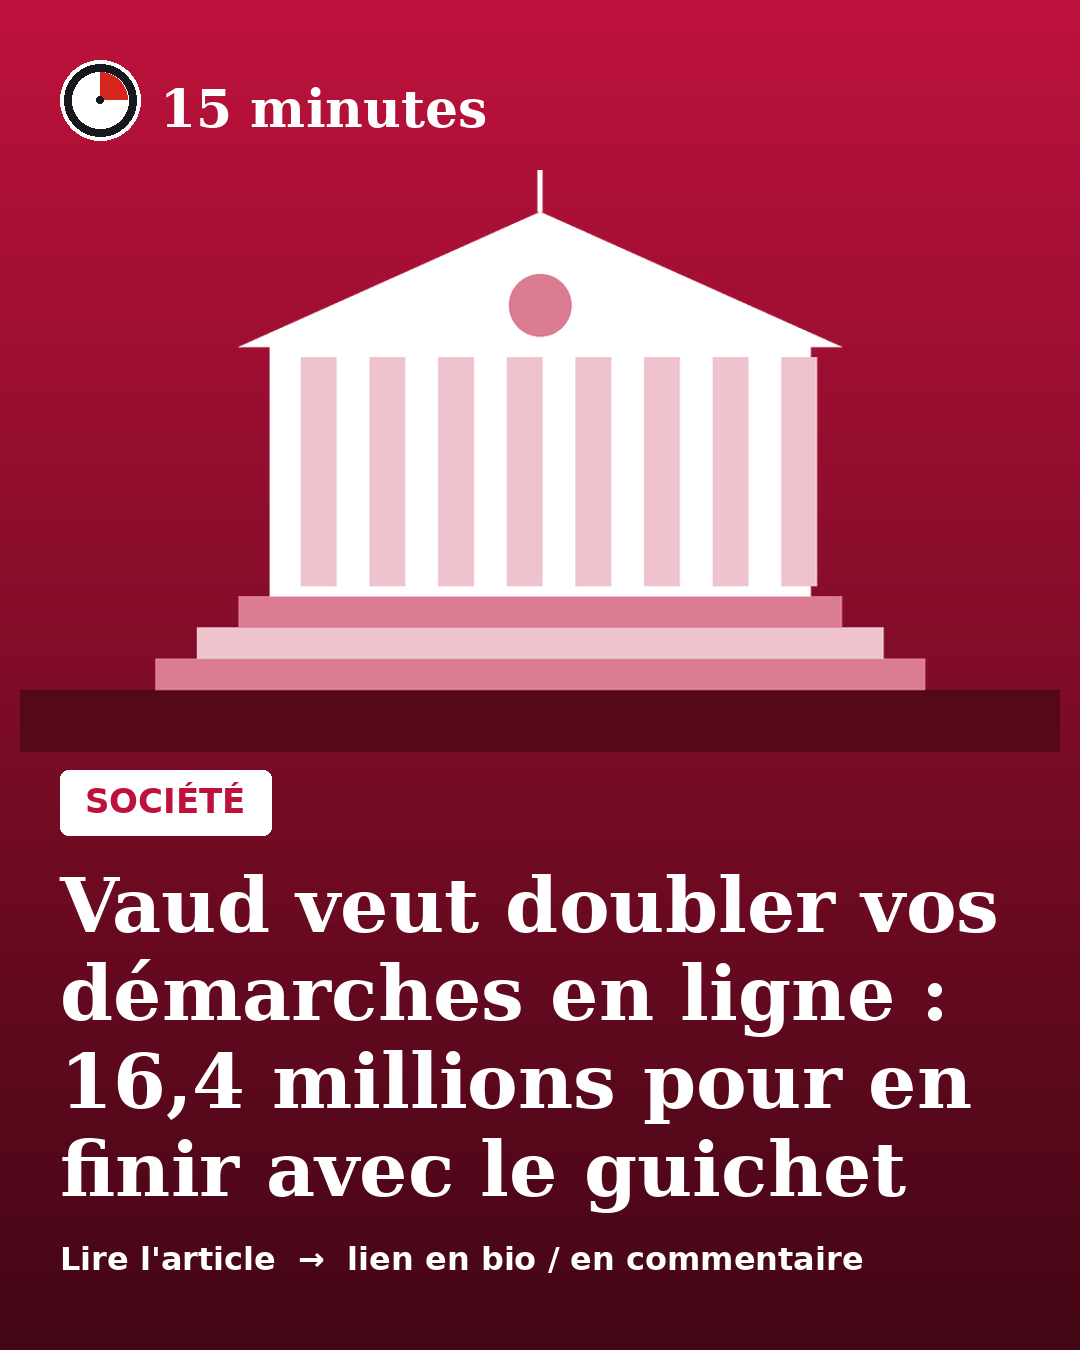 15 minutes
SOCIÉTÉ
Vaud veut doubler vos
démarches en ligne :
16,4 millions pour en
finir avec le guichet
Lire l'article → lien en bio / en commentaire